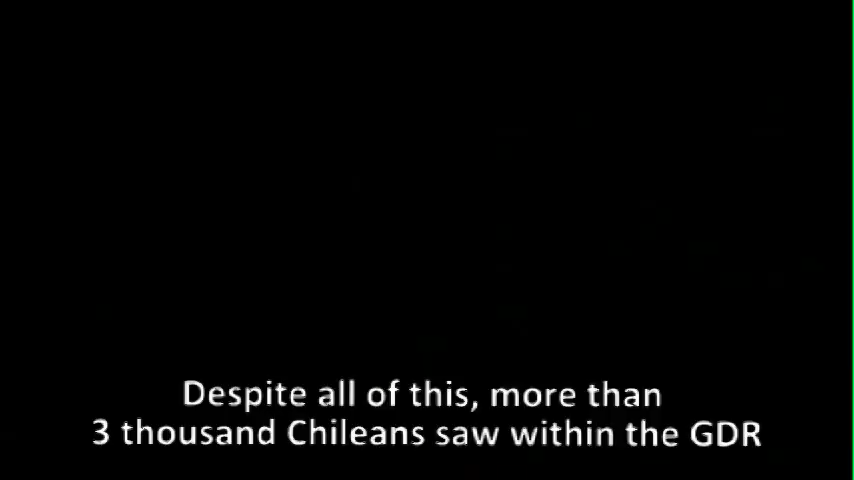 Despite all of this, more than
3 thousand Chileans saw within the GDR